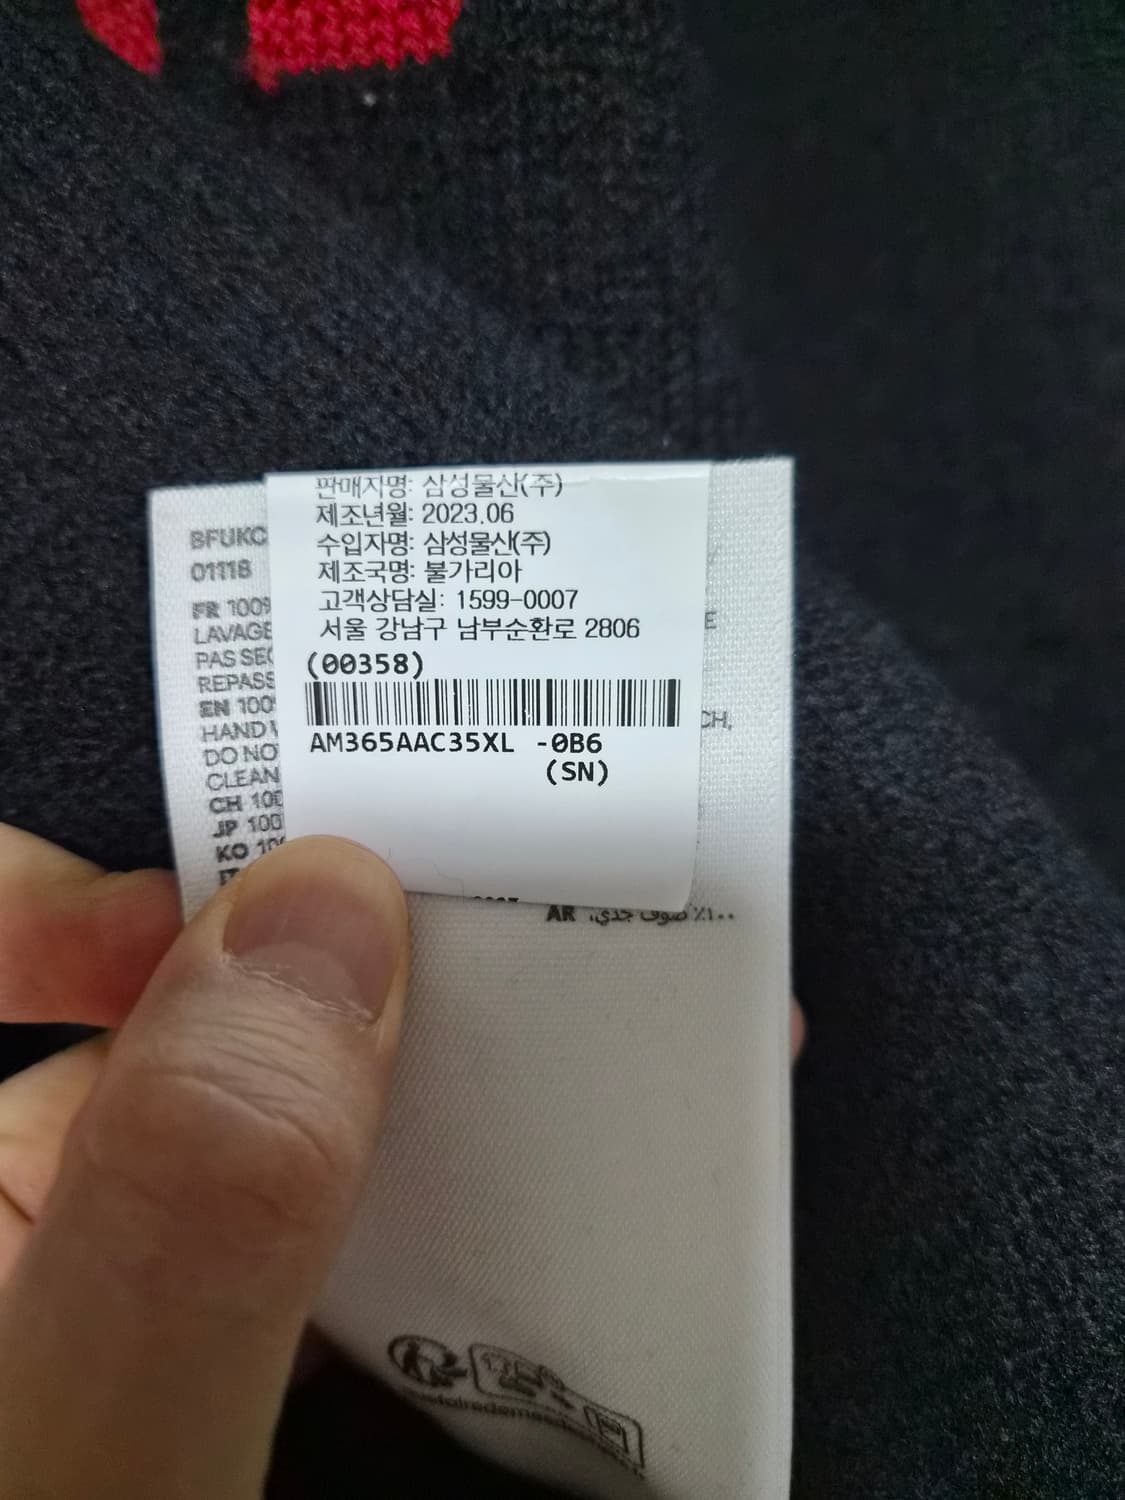 판매자명: 삼성물산(주)
제조년월: 2023.06
수입자명: 삼성물산(주)
제조국명: 불가리아
고객상담실: 1599-0007
서울 강남구 남부순환로 2806
(00358)
AM365AAC35XL -0B6
(SN)
BFUKC
01118
FR 100%
LAVAGE
PAS SEC
REPASS
EN 100%
HAND
DO NO
CLEAN
CH 100
JP 100
KO 100
CH,
AR